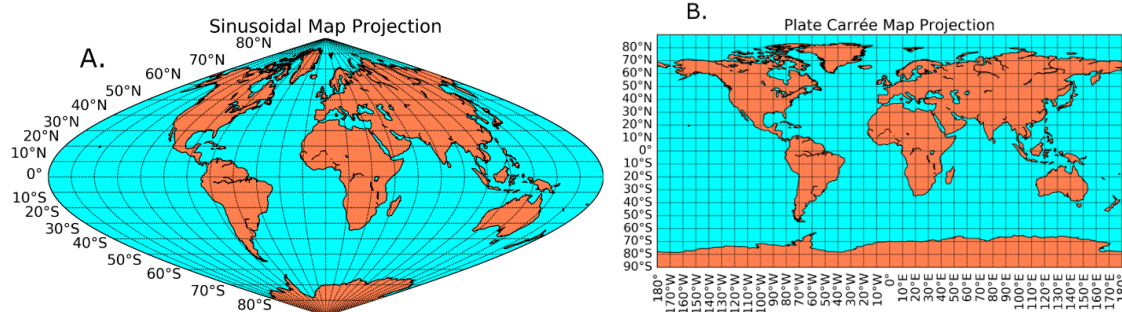 A.
Sinusoidal Map Projection
80°N
70°N
60°N
50°N
40°N
30°N
20°N
10°N
0°
10°S
20°S
30°S
40°S
50°S
60°S
70°S
80°S
B.
Plate Carrée Map Projection
80°N
70°N
60°N
50°N
40°N
30°N
20°N
10°N
0°
10°S
20°S
30°S
40°S
50°S
60°S
70°S
80°S
90°S
180°
170°W
160°W
150°W
140°W
130°W
120°W
110°W
100°W
90°W
80°W
70°W
60°W
50°W
40°W
30°W
20°W
10°W
0°
10°E
20°E
30°E
40°E
50°E
60°E
70°E
80°E
90°E
100°E
110°E
120°E
130°E
140°E
150°E
160°E
170°E
180°